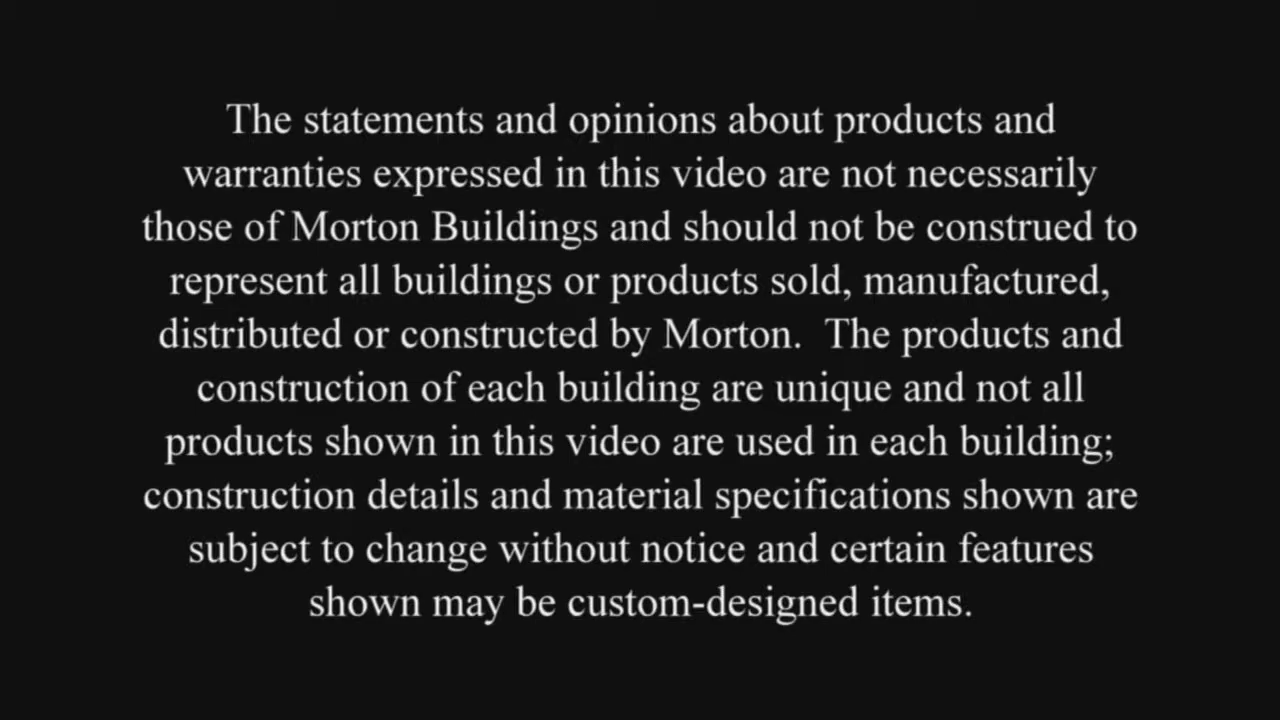 The statements and opinions about products and
warranties expressed in this video are not necessarily
those of Morton Buildings and should not be construed to
represent all buildings or products sold, manufactured,
distributed or constructed by Morton.  The products and
construction of each building are unique and not all
products shown in this video are used in each building;
construction details and material specifications shown are
subject to change without notice and certain features
shown may be custom-designed items.